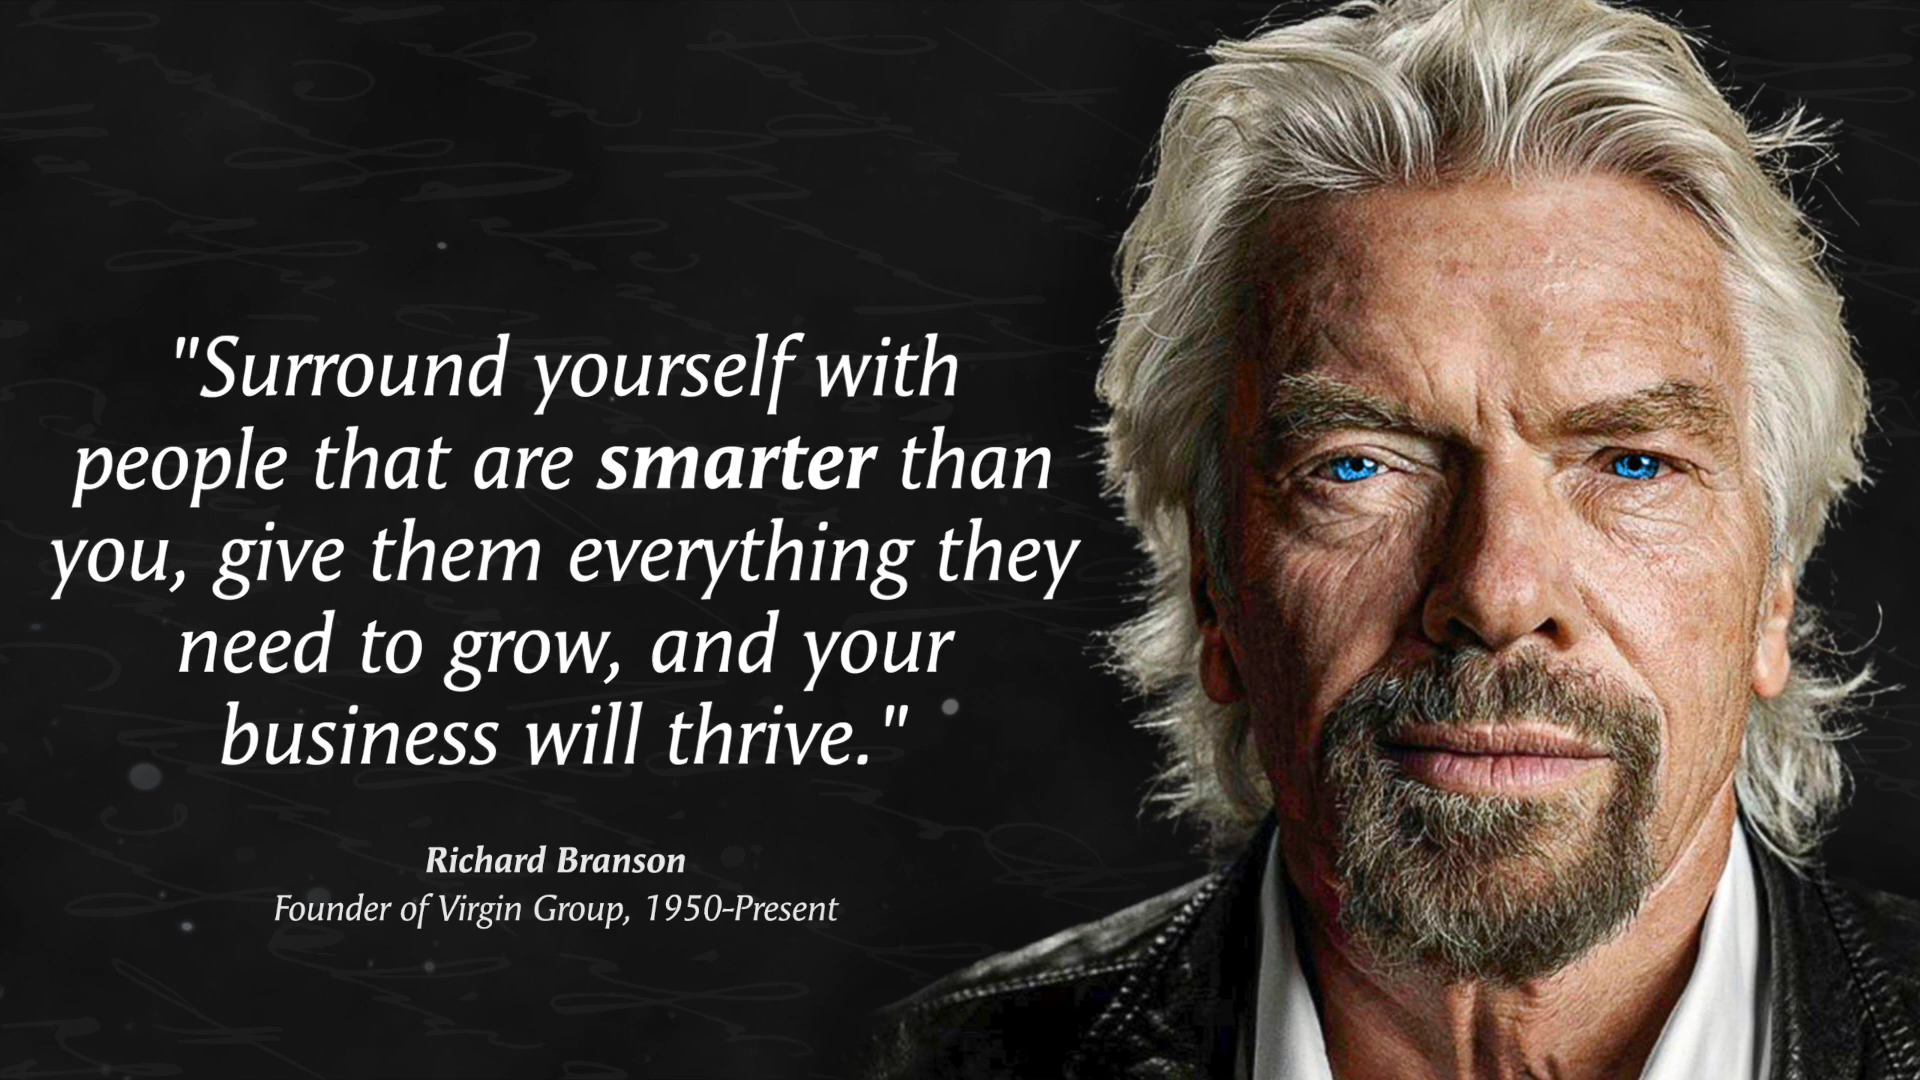 "Surround yourself with
people that are smarter than
you, give them everything they
need to grow, and your
business will thrive."
Richard Branson
Founder of Virgin Group, 1950-Present